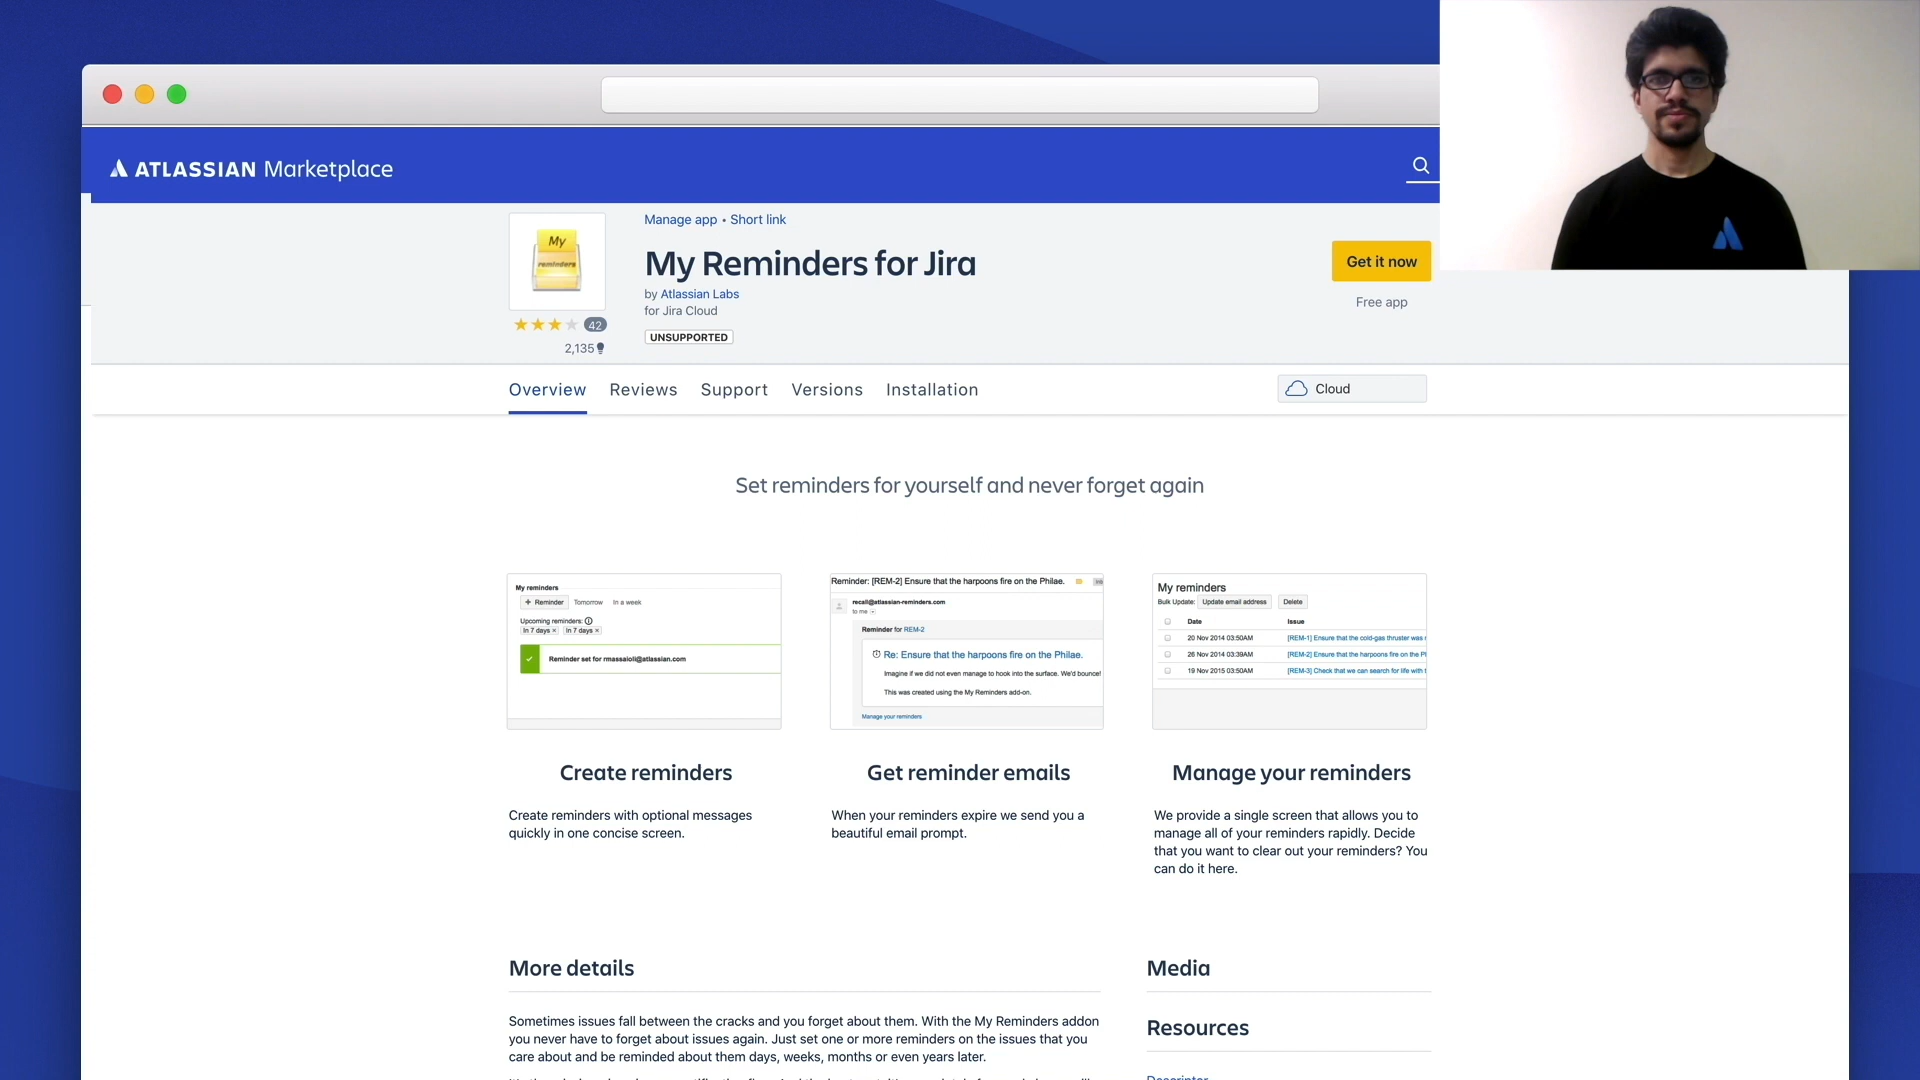 ATLASSIAN Marketplace
Manage app • Short link
My Reminders for Jira
by Atlassian Labs
for Jira Cloud
UNSUPPORTED
My
reminders
42
2,135
Get it now
Free app
Overview Reviews Support Versions Installation
Cloud
Set reminders for yourself and never forget again
My reminders
+ Reminder Tomorrow In a week
Upcoming reminders:
In 7 days × In 7 days ×
Reminder set for rmassaioli@atlassian.com
Reminder: [REM-2] Ensure that the harpoons fire on the Philae.
recall@atlassian-reminders.com
to me
Reminder for REM-2
Re: Ensure that the harpoons fire on the Philae.
Imagine if we did not even manage to hook into the surface. We'd bounce!
This was created using the My Reminders add-on.
Manage your reminders
My reminders
Bulk Update: Update email address Delete
Date Issue
20 Nov 2014 03:50AM [REM-1] Ensure that the cold-gas thruster was
26 Nov 2014 03:39AM [REM-2] Ensure that the harpoons fire on the
19 Nov 2015 03:50AM [REM-3] Check that we can search for life with
Create reminders
Create reminders with optional messages
quickly in one concise screen.
Get reminder emails
When your reminders expire we send you a
beautiful email prompt.
Manage your reminders
We provide a single screen that allows you to
manage all of your reminders rapidly. Decide
that you want to clear out your reminders? You
can do it here.
More details
Sometimes issues fall between the cracks and you forget about them. With the My Reminders addon
you never have to forget about issues again. Just set one or more reminders on the issues that you
care about and be reminded about them days, weeks, months or even years later.
Media
Resources